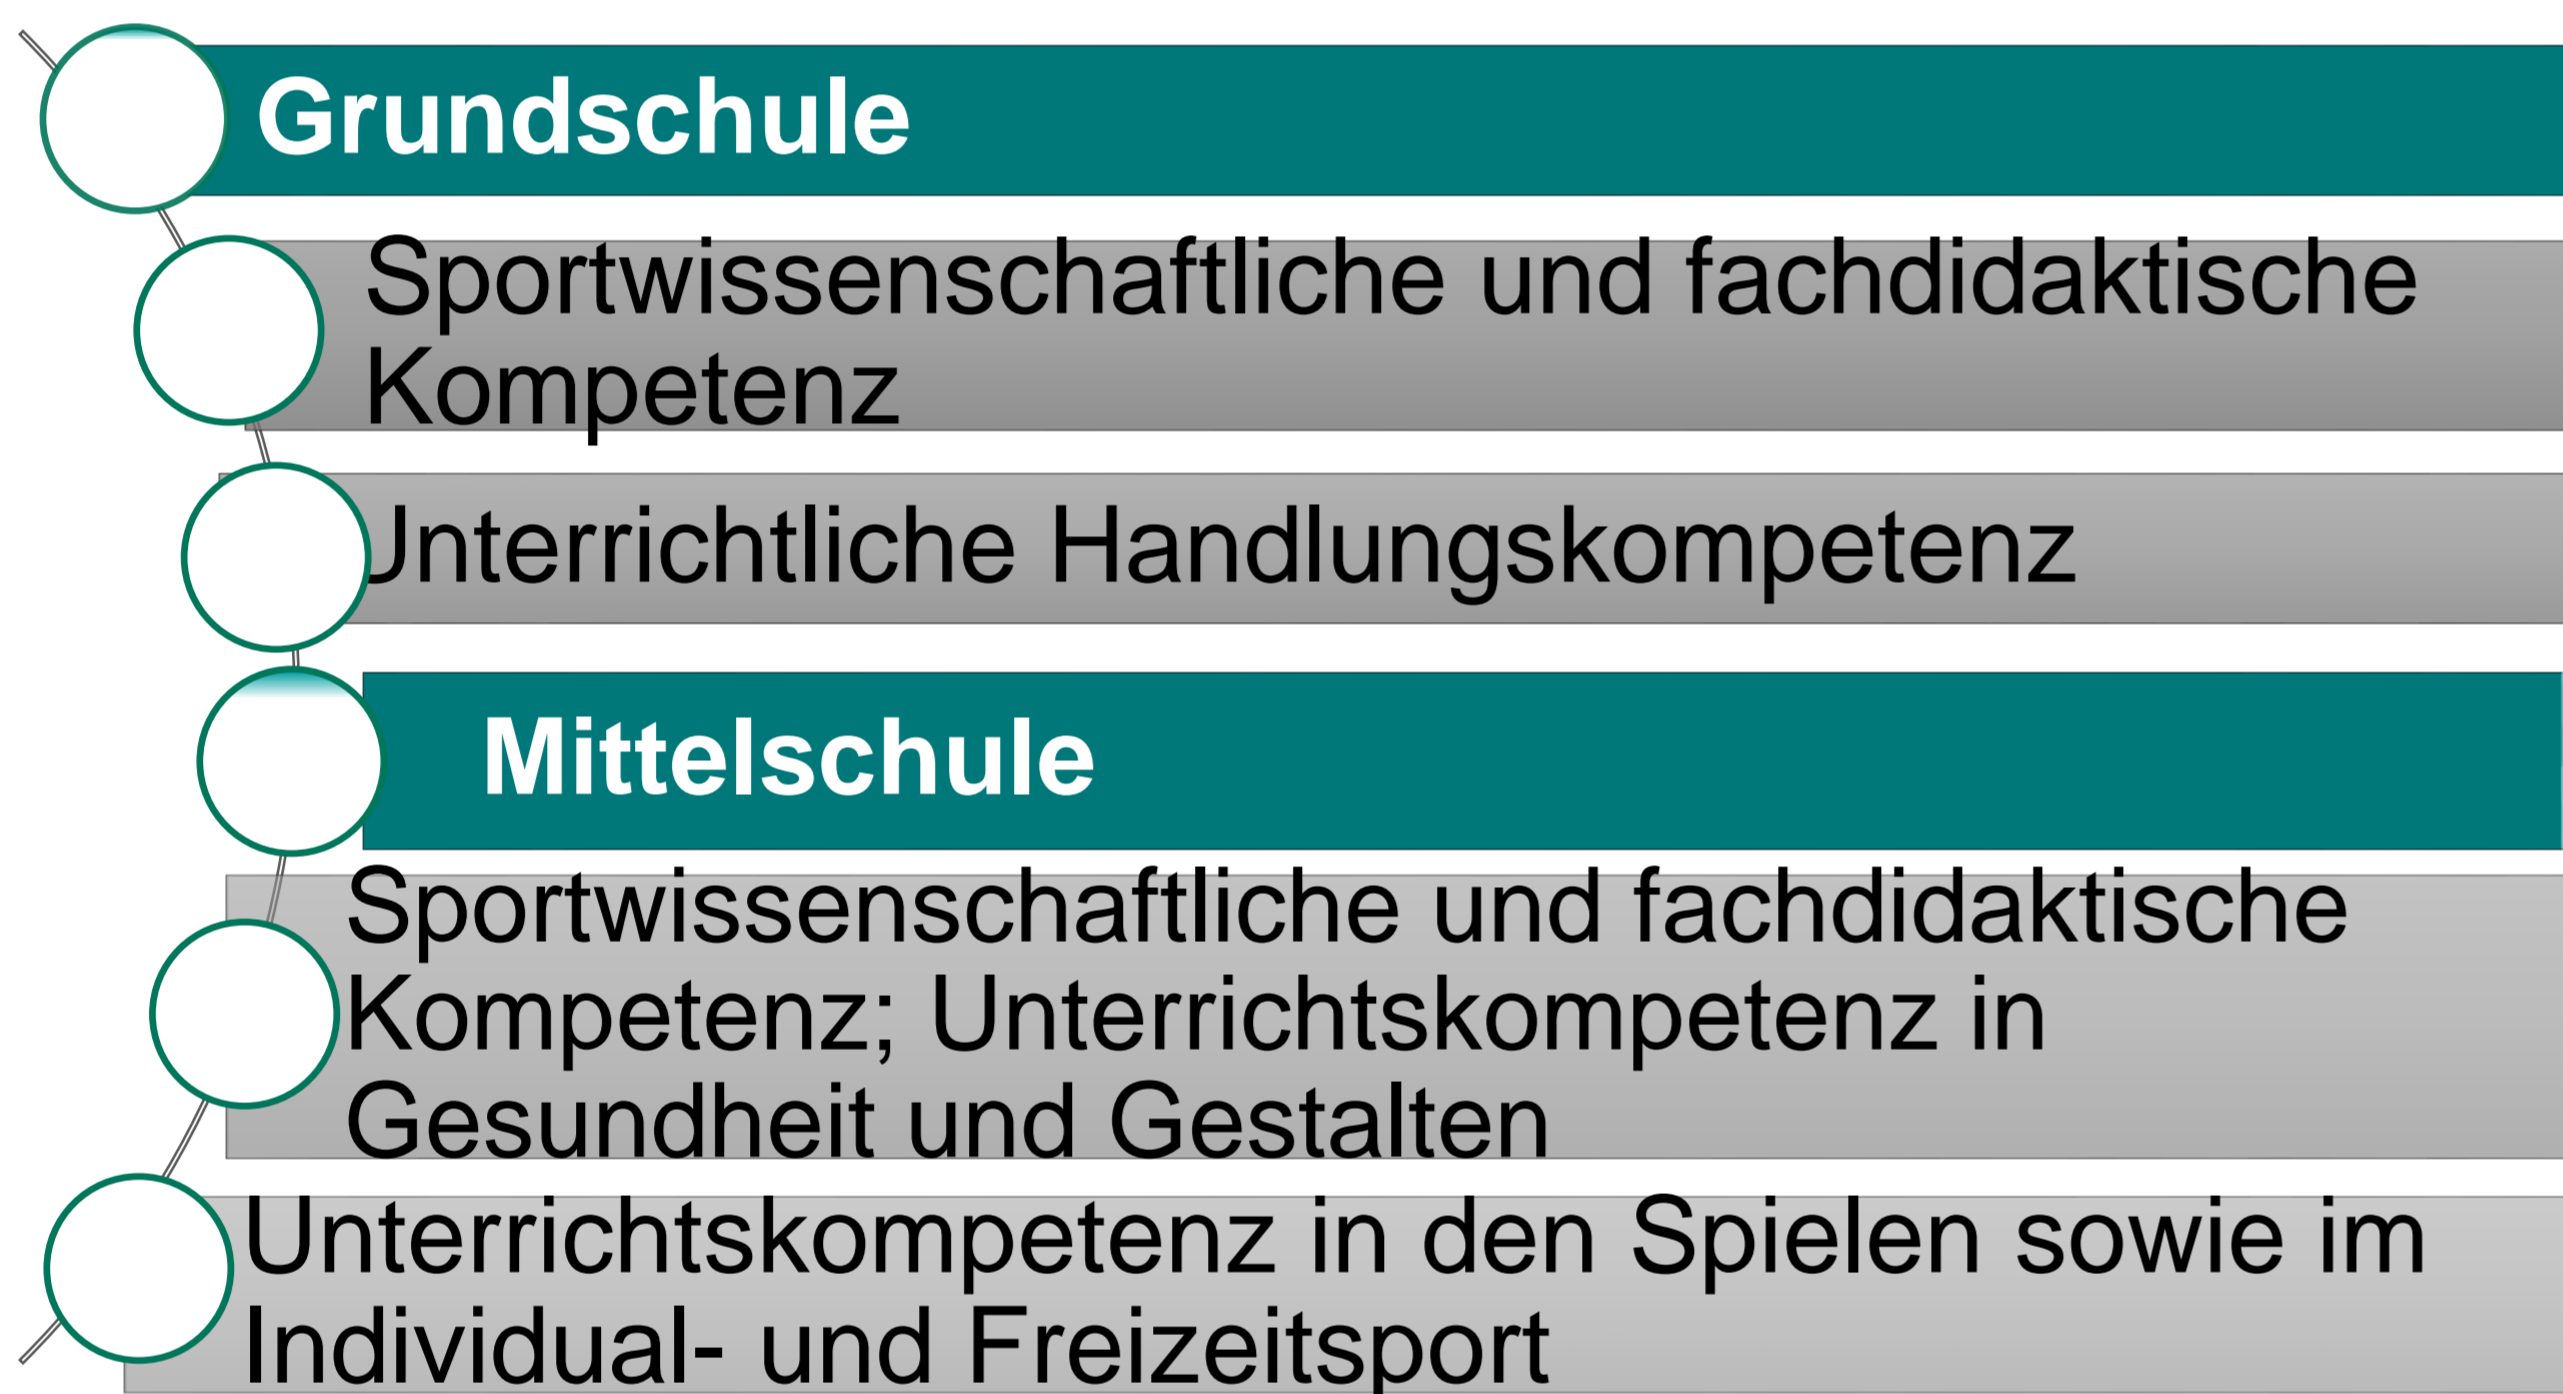 Grundschule
Sportwissenschaftliche und fachdidaktische
Kompetenz
Unterrichtliche Handlungskompetenz
Mittelschule
Sportwissenschaftliche und fachdidaktische
Kompetenz; Unterrichtskompetenz in
Gesundheit und Gestalten
Unterrichtskompetenz in den Spielen sowie im
Individual- und Freizeitsport